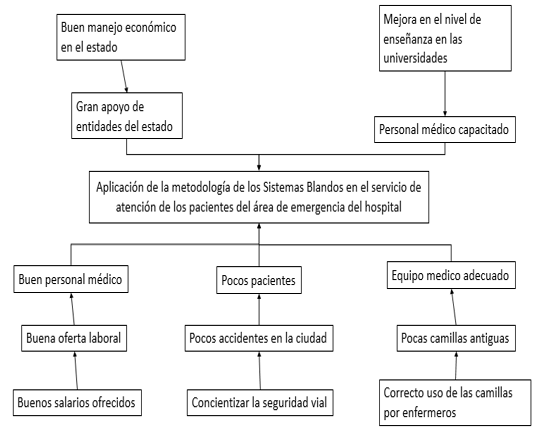 Buen manejo económico
en el estado
Mejora en el nivel de
enseñanza en las
universidades
Gran apoyo de
entidades del estado
Personal médico capacitado
Aplicación de la metodología de los Sistemas Blandos en el servicio de
atención de los pacientes del área de emergencia del hospital
Buen personal médico
Pocos pacientes
Equipo medico adecuado
Buena oferta laboral
Pocos accidentes en la ciudad
Pocas camillas antiguas
Buenos salarios ofrecidos
Concientizar la seguridad vial
Correcto uso de las camillas
por enfermeros